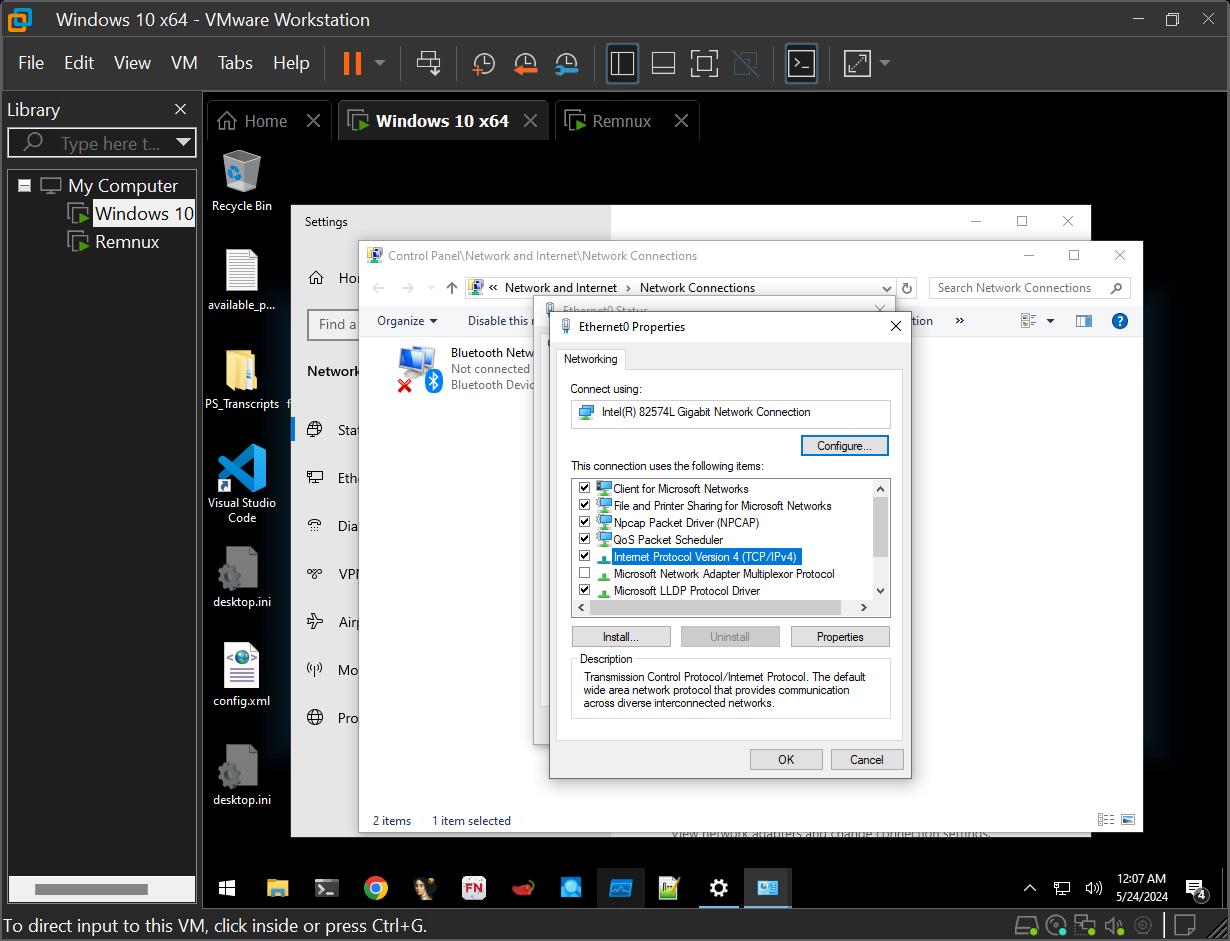 Windows 10 x64 - VMware Workstation
File Edit View VM Tabs Help
Library
Type here t...
My Computer
Windows 10
Remnux
Home
Windows 10 x64
Remnux
Recycle Bin
available_p...
PS_Transcripts
f
Visual Studio
Code
desktop.ini
config.xml
desktop.ini
Settings
Hor
Find a
Network
Stat
Eth
Dia
VPN
Airp
Mo
Pro
Control Panel\Network and Internet\Network Connections
« Network and Internet > Network Connections
Search Network Connections
Organize
Disable this
tion
»
Bluetooth Netw
Not connected
Bluetooth Devic
Ethernet0 Status
Ethernet0 Properties
Networking
Connect using:
Intel(R) 82574L Gigabit Network Connection
Configure...
This connection uses the following items:
Client for Microsoft Networks
File and Printer Sharing for Microsoft Networks
Npcap Packet Driver (NPCAP)
QoS Packet Scheduler
Internet Protocol Version 4 (TCP/IPv4)
Microsoft Network Adapter Multiplexor Protocol
Microsoft LLDP Protocol Driver
Install...
Uninstall
Properties
Description
Transmission Control Protocol/Internet Protocol. The default
wide area network protocol that provides communication
across diverse interconnected networks.
OK
Cancel
2 items
1 item selected
View network adapters and change connection settings.
FN
12:07 AM
5/24/2024
4
To direct input to this VM, click inside or press Ctrl+G.